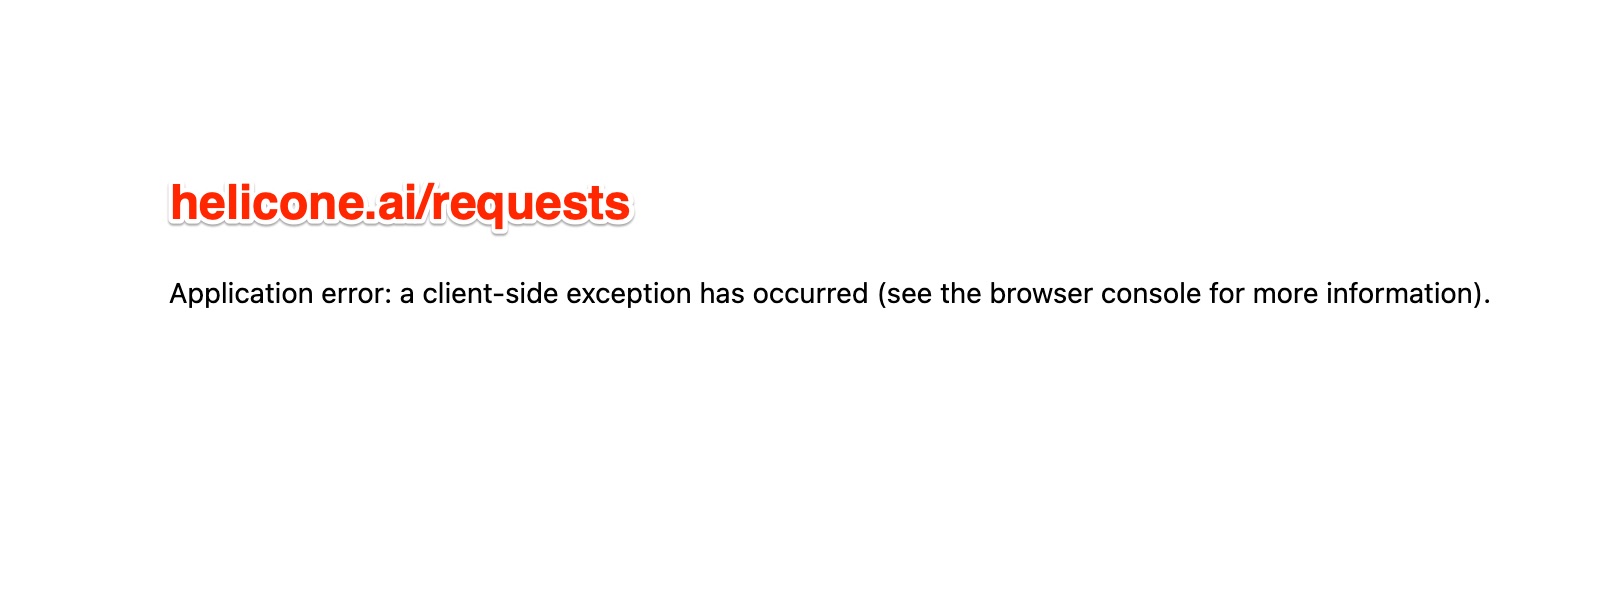 helicone.ai/requests
Application error: a client-side exception has occurred (see the browser console for more information).